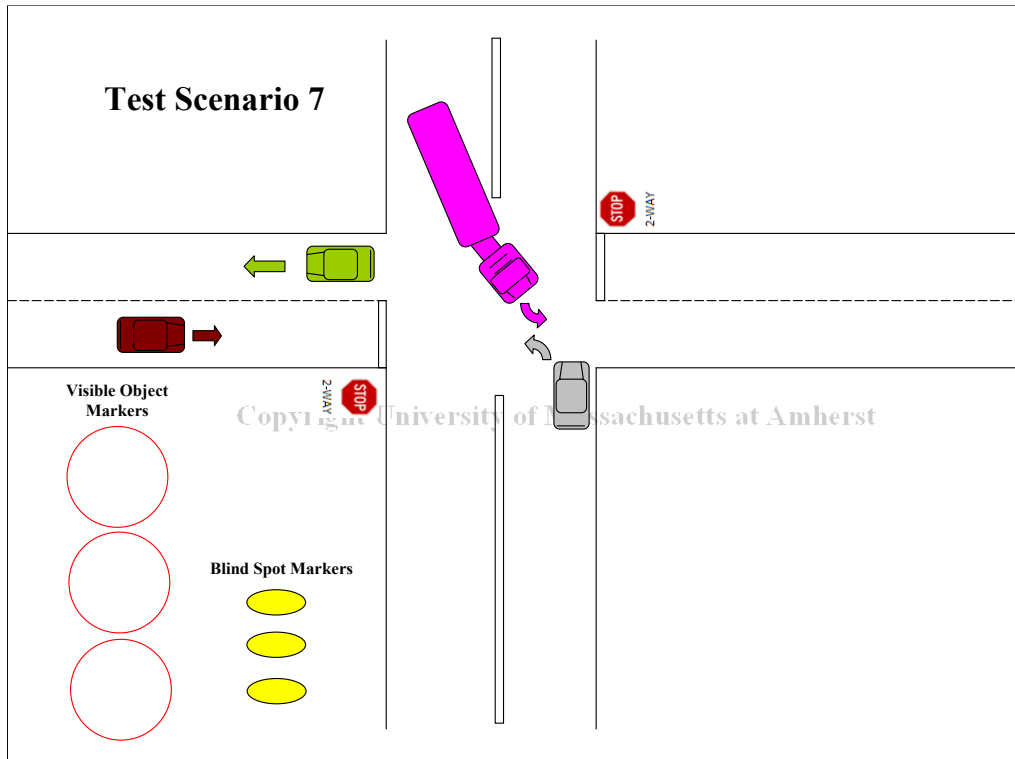 Test Scenario 7
STOP
2-WAY
Visible Object
Markers
2-WAY
STOP
Copyright University of Massachusetts at Amherst
Blind Spot Markers